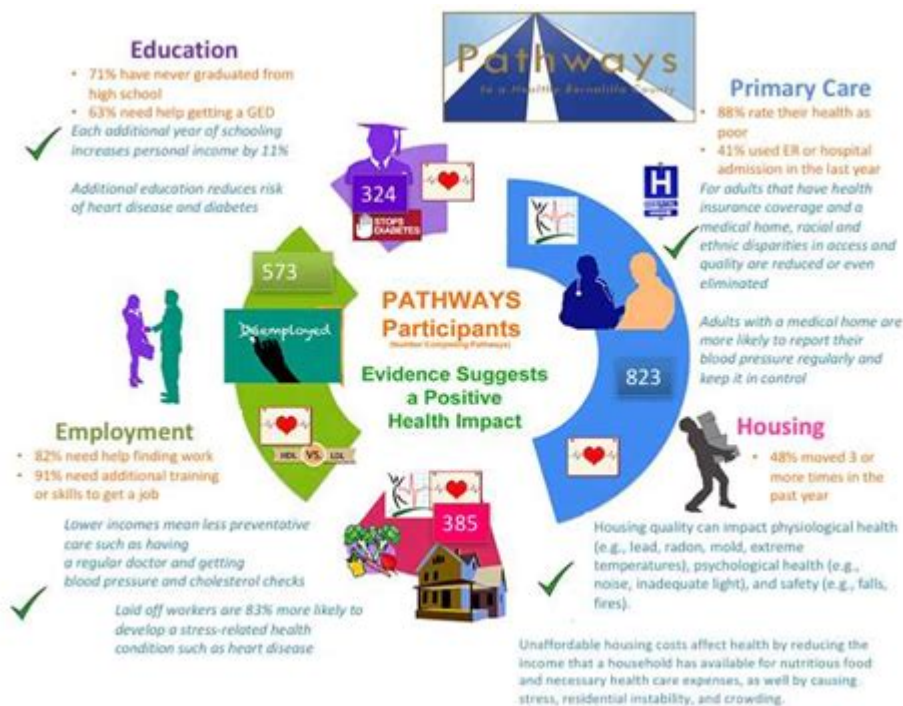 Pathways
to a Healthy Bernalillo County
Education
• 71% have never graduated from
high school
• 63% need help getting a GED
Each additional year of schooling
increases personal income by 11%
Additional education reduces risk
of heart disease and diabetes
324
STOPS
DIABETES
Primary Care
• 88% rate their health as
poor
• 41% used ER or hospital
admission in the last year
For adults that have health
insurance coverage and a
medical home, racial and
ethnic disparities in access and
quality are reduced or even
eliminated
Adults with a medical home are
more likely to report their
blood pressure regularly and
keep it in control
H
823
573
PATHWAYS
Participants
(Number Completing Pathways)
Evidence Suggests
a Positive
Health Impact
Employment
• 82% need help finding work
• 91% need additional training
or skills to get a job
Lower incomes mean less preventative
care such as having
a regular doctor and getting
blood pressure and cholesterol checks
Laid off workers are 83% more likely to
develop a stress-related health
condition such as heart disease
HDL VS. LDL
385
Housing
• 48% moved 3 or
more times in the
past year
Housing quality can impact physiological health
(e.g., lead, radon, mold, extreme
temperatures), psychological health (e.g.,
noise, inadequate light), and safety (e.g., falls,
fires).
Unaffordable housing costs affect health by reducing the
income that a household has available for nutritious food
and necessary health care expenses, as well by causing
stress, residential instability, and crowding.